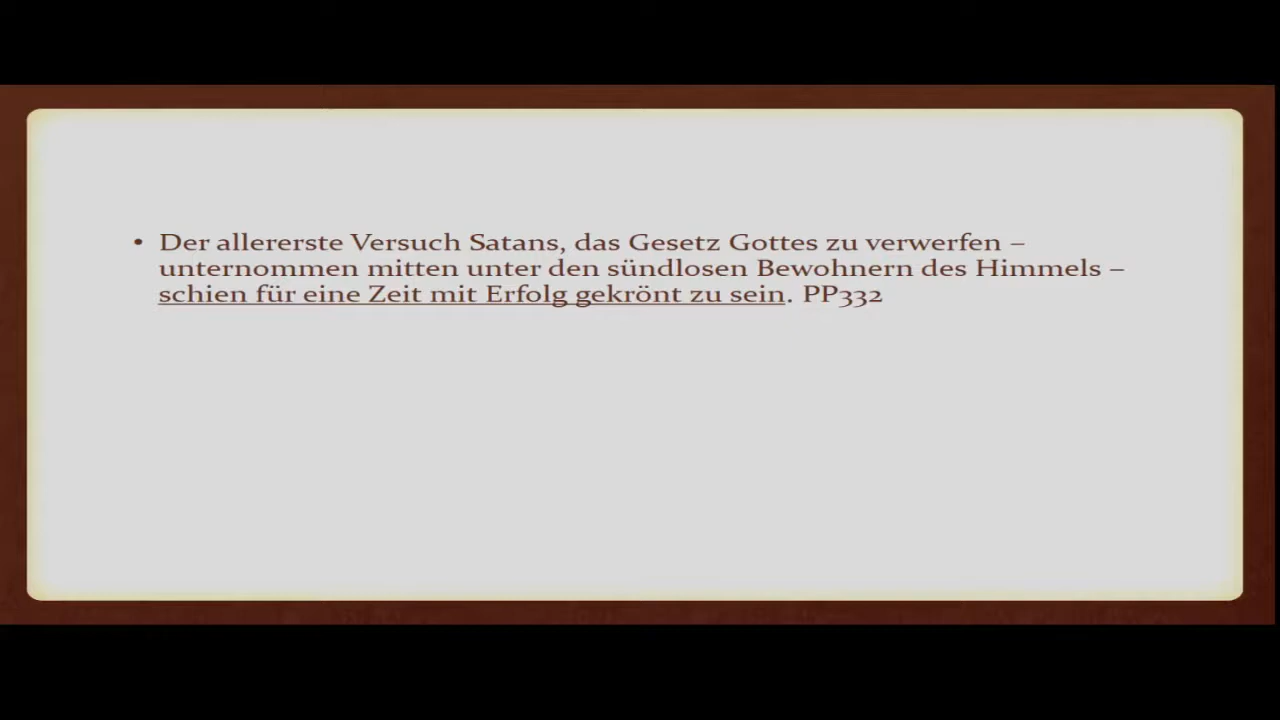 • Der allererste Versuch Satans, das Gesetz Gottes zu verwerfen –
unternommen mitten unter den sündlosen Bewohnern des Himmels –
schien für eine Zeit mit Erfolg gekrönt zu sein. PP332